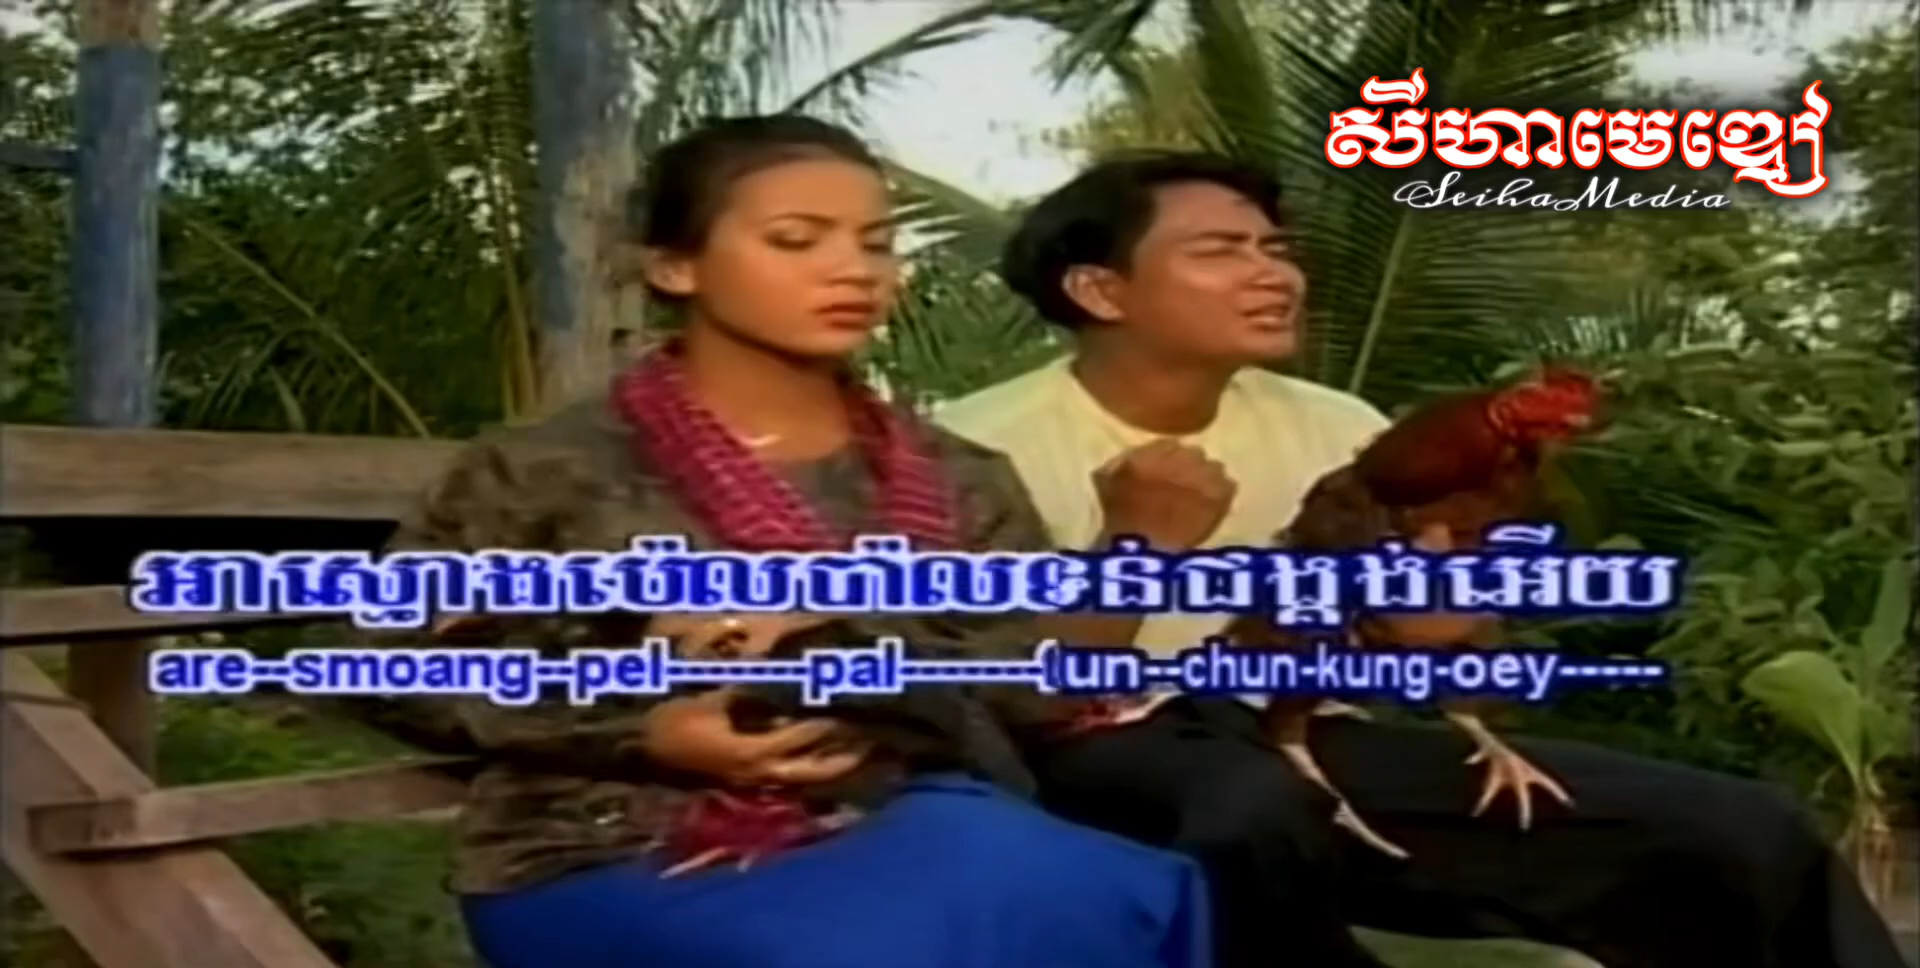 សីហាមេឌៀ
SeihaMedia
អាស្មោងប៉េលប៉ាល់ទន់ជង្គង់អើយ
are--smoang--pel-------pal-------tun--chun-kung-oey-----